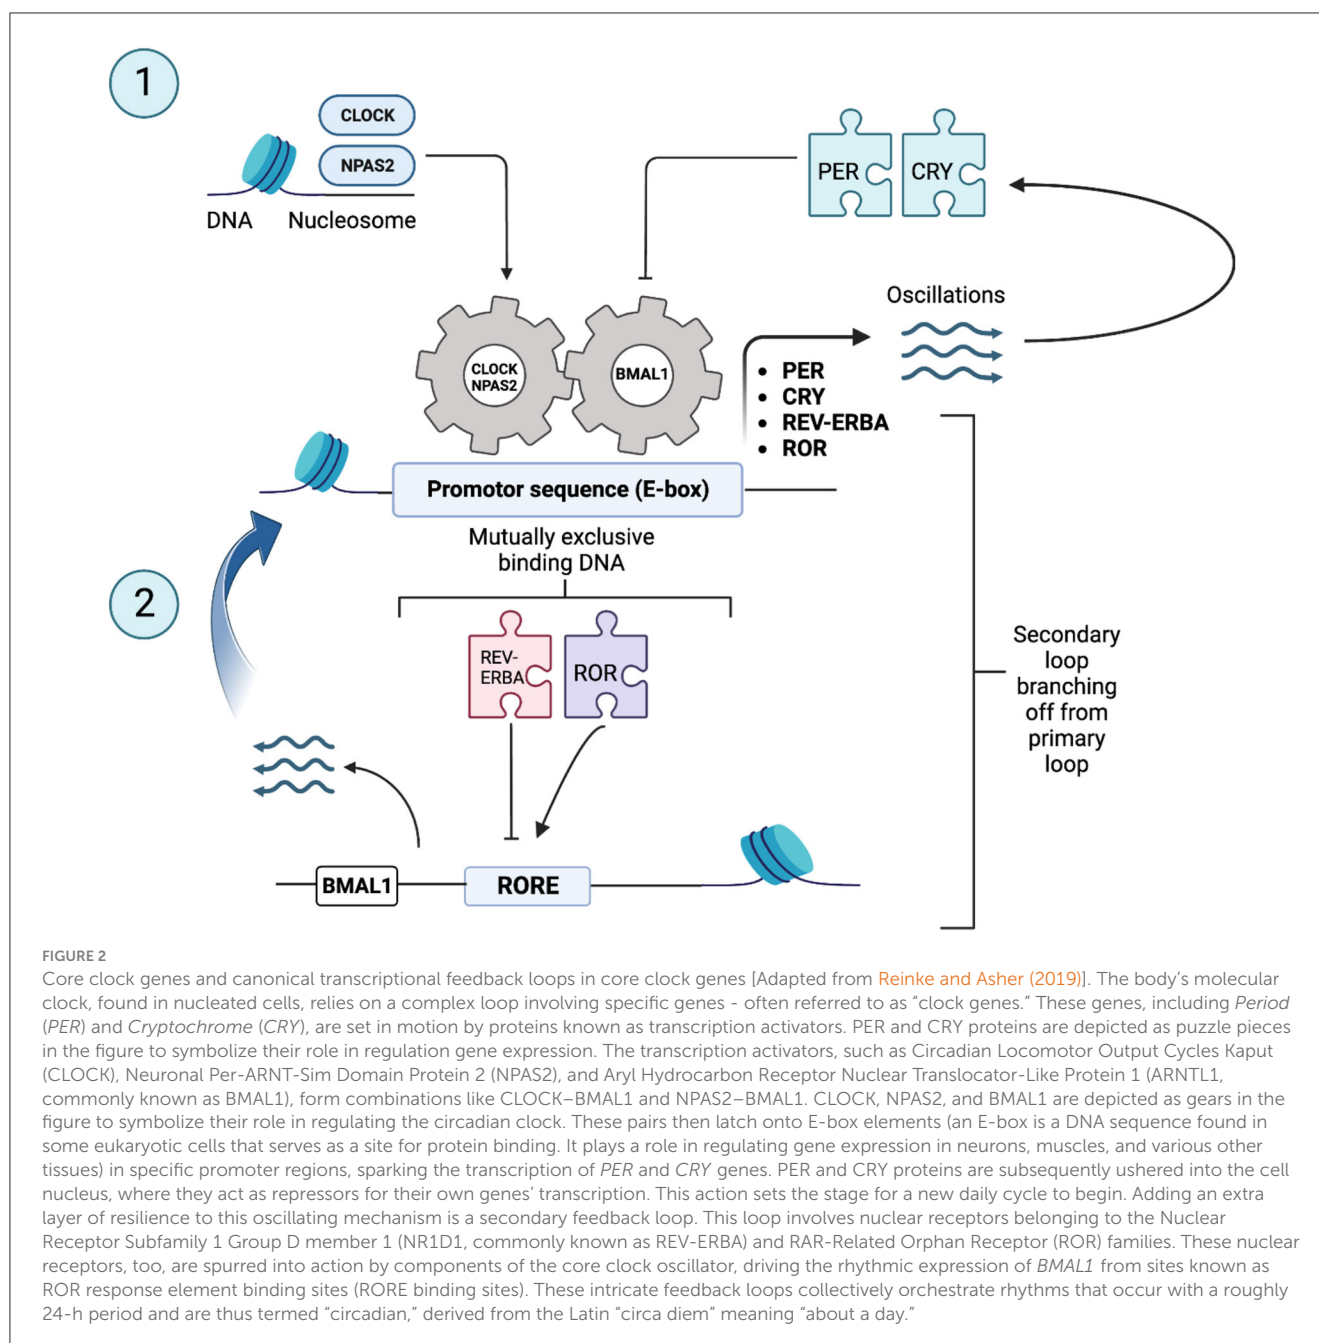 1
CLOCK
NPAS2
DNA
Nucleosome
PER
CRY
Oscillations
CLOCK
NPAS2
BMAL1
• PER
• CRY
• REV-ERBA
• ROR
Promotor sequence (E-box)
Mutually exclusive
binding DNA
2
REV-
ERBA
ROR
Secondary
loop
branching
off from
primary
loop
BMAL1
RORE
FIGURE 2
Core clock genes and canonical transcriptional feedback loops in core clock genes [Adapted from Reinke and Asher (2019)]. The body’s molecular
clock, found in nucleated cells, relies on a complex loop involving specific genes - often referred to as “clock genes.” These genes, including Period
(PER) and Cryptochrome (CRY), are set in motion by proteins known as transcription activators. PER and CRY proteins are depicted as puzzle pieces
in the figure to symbolize their role in regulation gene expression. The transcription activators, such as Circadian Locomotor Output Cycles Kaput
(CLOCK), Neuronal Per-ARNT-Sim Domain Protein 2 (NPAS2), and Aryl Hydrocarbon Receptor Nuclear Translocator-Like Protein 1 (ARNTL1,
commonly known as BMAL1), form combinations like CLOCK–BMAL1 and NPAS2–BMAL1. CLOCK, NPAS2, and BMAL1 are depicted as gears in the
figure to symbolize their role in regulating the circadian clock. These pairs then latch onto E-box elements (an E-box is a DNA sequence found in
some eukaryotic cells that serves as a site for protein binding. It plays a role in regulating gene expression in neurons, muscles, and various other
tissues) in specific promoter regions, sparking the transcription of PER and CRY genes. PER and CRY proteins are subsequently ushered into the cell
nucleus, where they act as repressors for their own genes’ transcription. This action sets the stage for a new daily cycle to begin. Adding an extra
layer of resilience to this oscillating mechanism is a secondary feedback loop. This loop involves nuclear receptors belonging to the Nuclear
Receptor Subfamily 1 Group D member 1 (NR1D1, commonly known as REV-ERBA) and RAR-Related Orphan Receptor (ROR) families. These nuclear
receptors, too, are spurred into action by components of the core clock oscillator, driving the rhythmic expression of BMAL1 from sites known as
ROR response element binding sites (RORE binding sites). These intricate feedback loops collectively orchestrate rhythms that occur with a roughly
24-h period and are thus termed “circadian,” derived from the Latin “circa diem” meaning “about a day.”